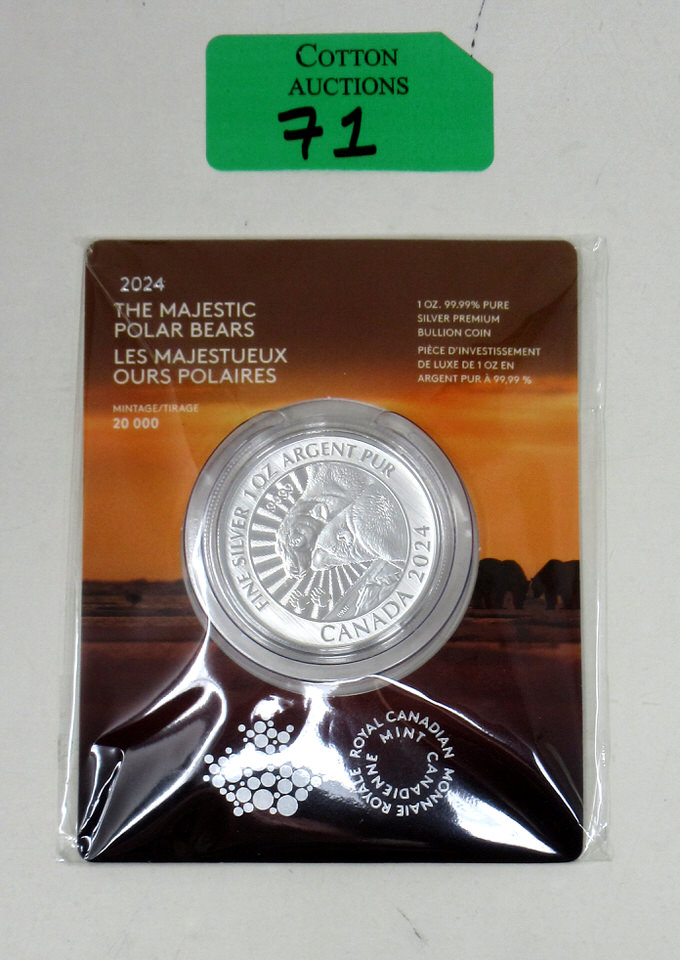 COTTON
AUCTIONS
71
2024
THE MAJESTIC
POLAR BEARS
LES MAJESTUEUX
OURS POLAIRES
MINTAGE/TIRAGE
20 000
1 OZ. 99.99% PURE
SILVER PREMIUM
BULLION COIN
PIÈCE D'INVESTISSEMENT
DE LUXE DE 1 OZ EN
ARGENT PUR À 99,99 %
FINE SILVER 1 OZ ARGENT PUR
9999
CANADA 2024
ROYAL CANADIAN MINT
MONNAIE ROYALE CANADIENNE